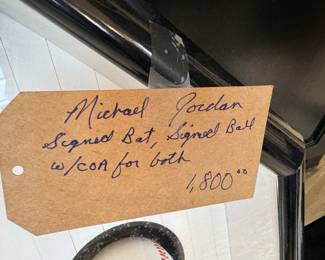 Michael Jordan
Signed Bat, Signed Ball
w/COA for both
1,800.00